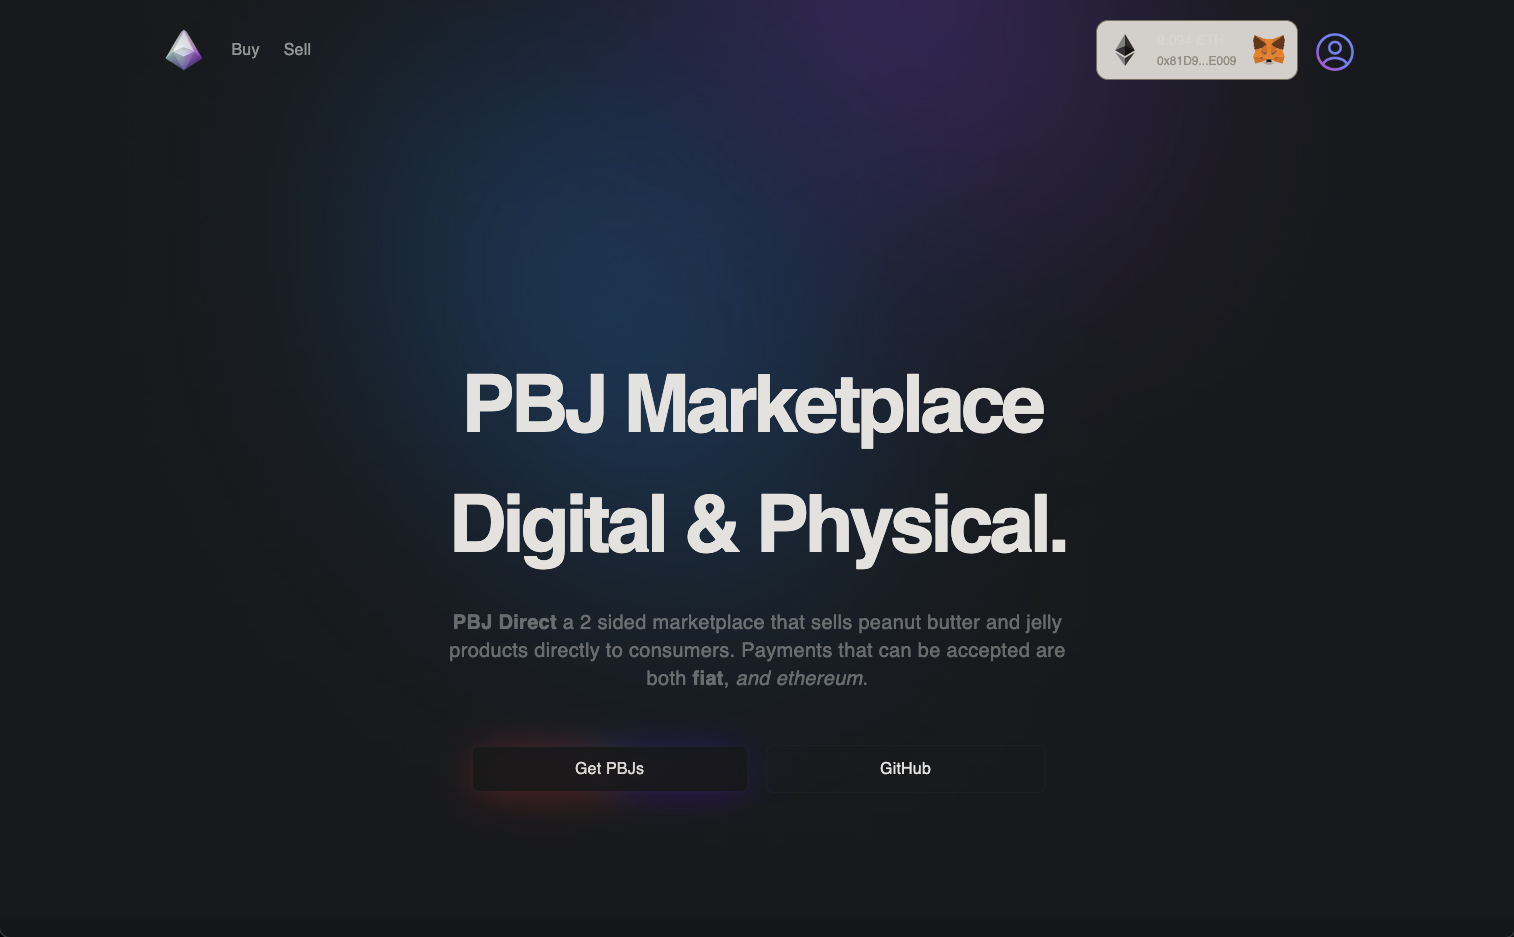 Buy Sell
0x81D9...E009
PBJ Marketplace
Digital & Physical.
PBJ Direct a 2 sided marketplace that sells peanut butter and jelly
products directly to consumers. Payments that can be accepted are
both fiat, and ethereum.
Get PBJs GitHub